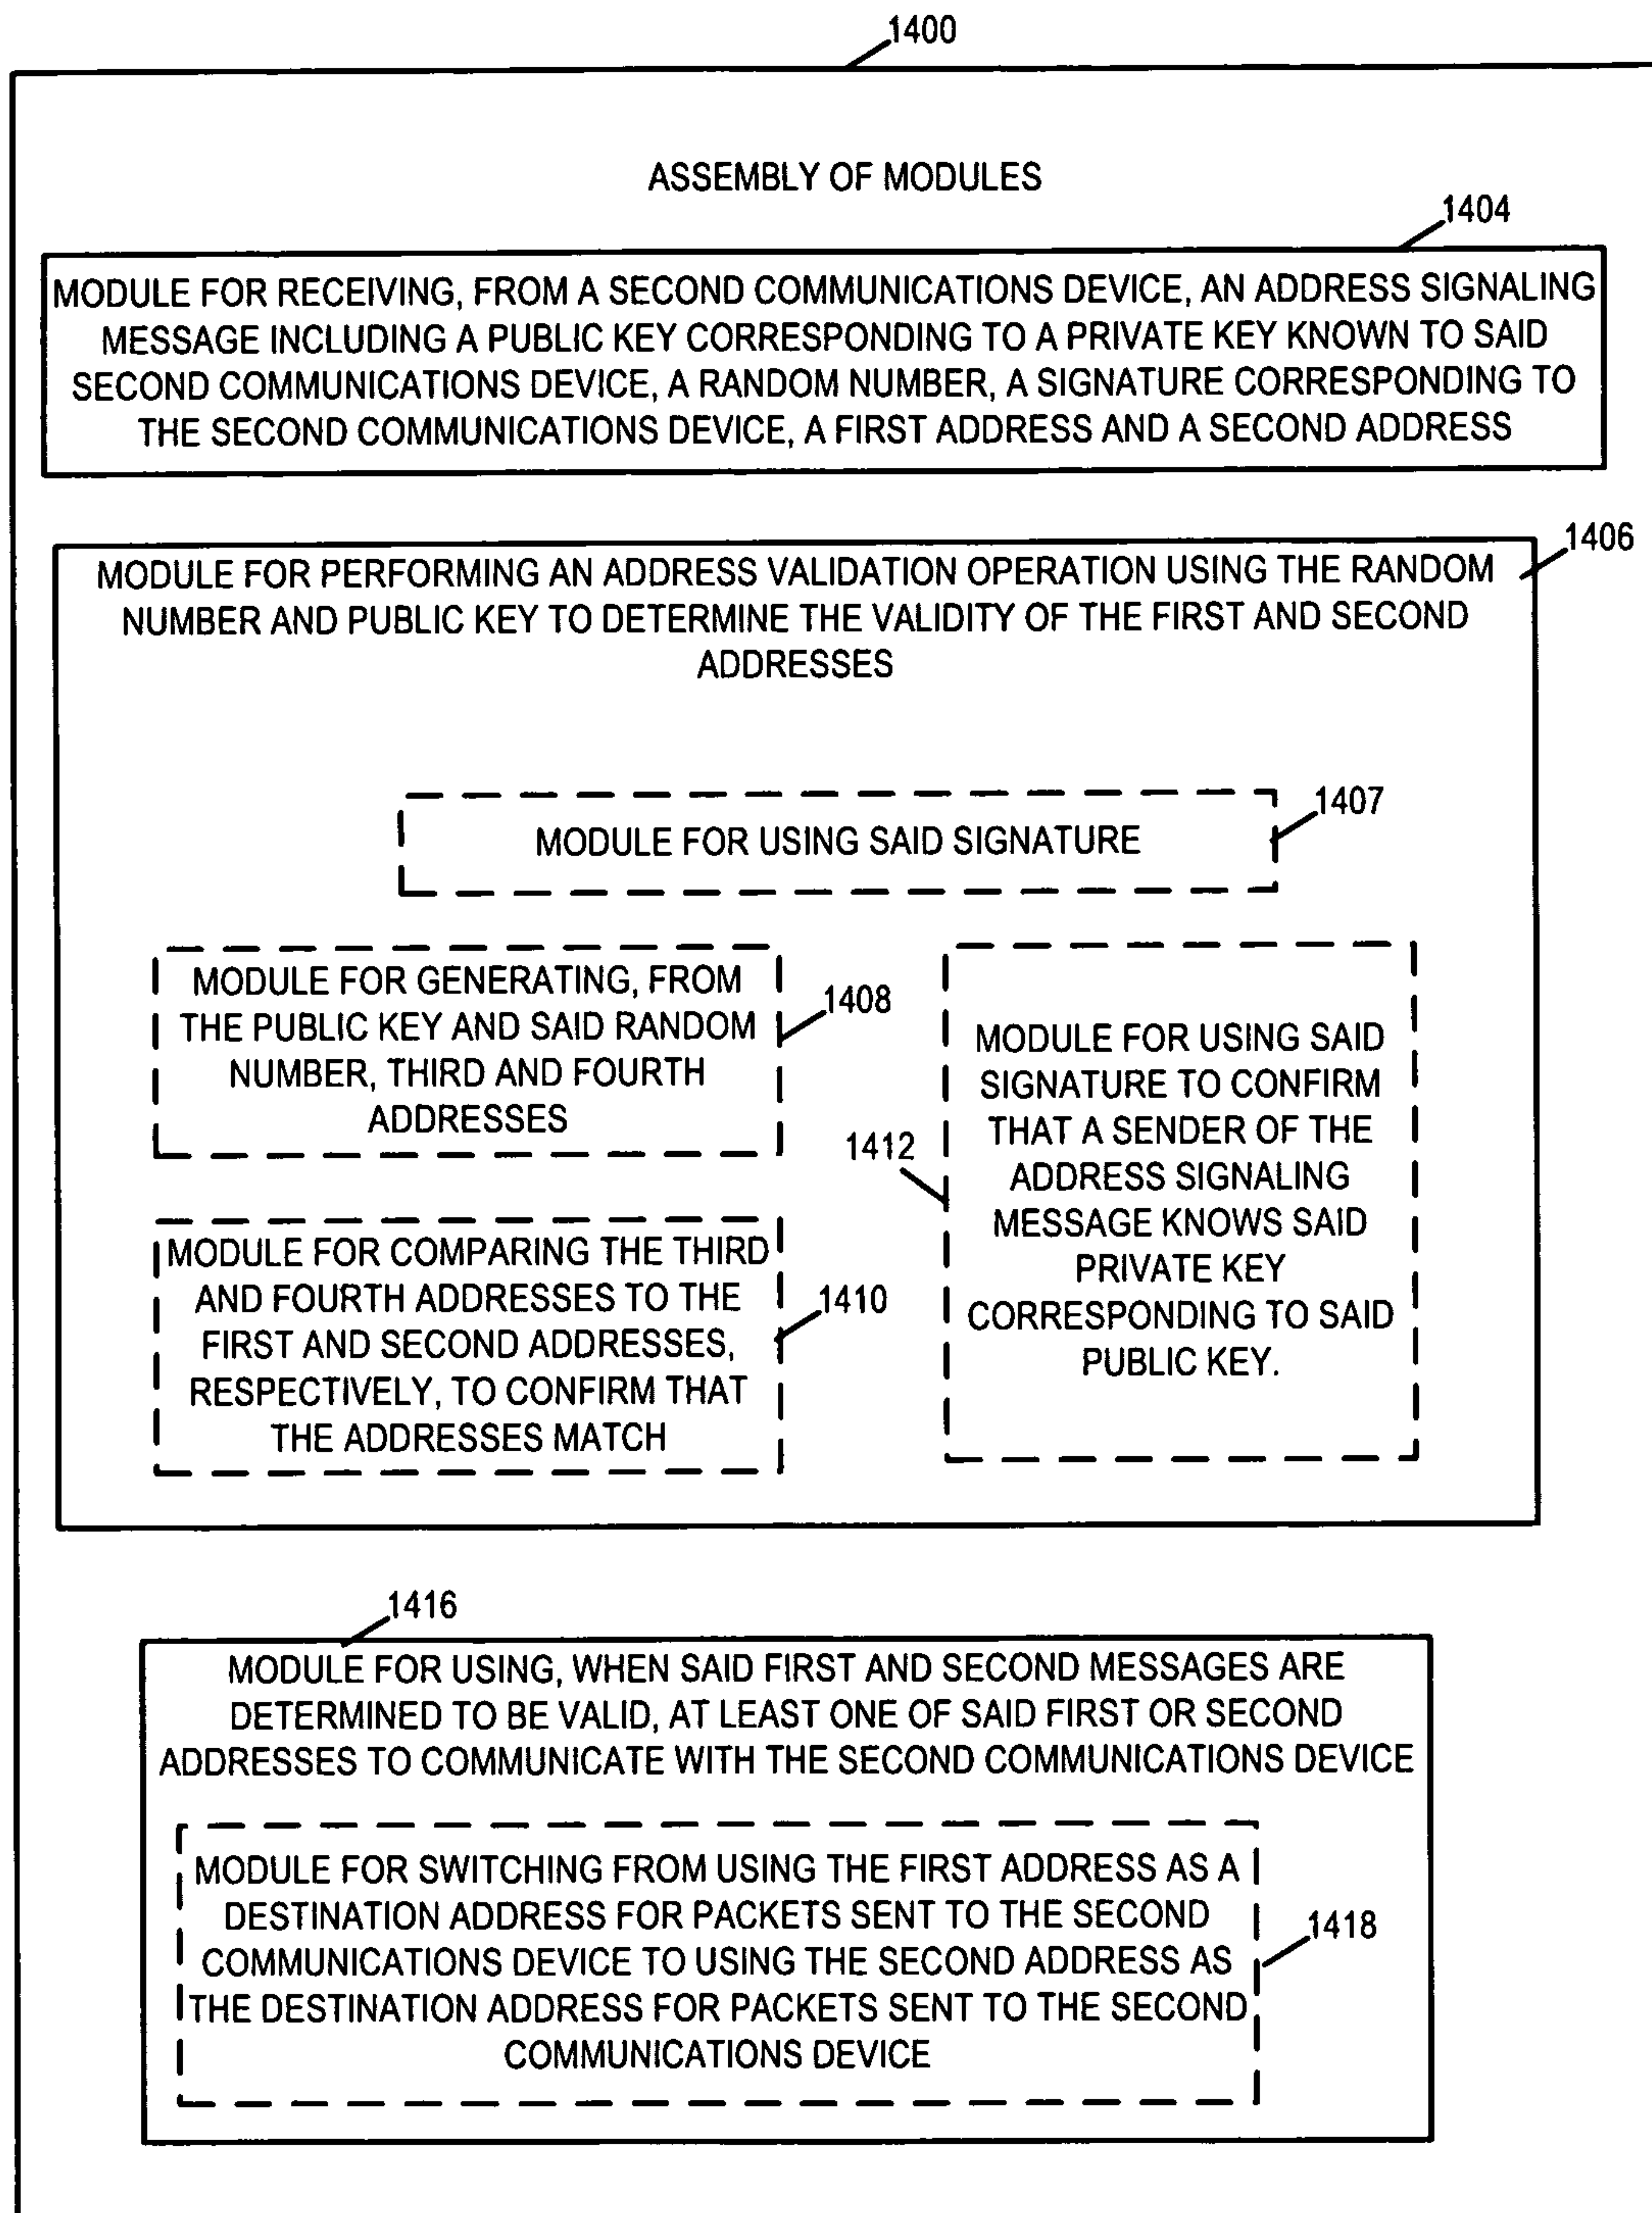 1400
ASSEMBLY OF MODULES
1404
MODULE FOR RECEIVING, FROM A SECOND COMMUNICATIONS DEVICE, AN ADDRESS SIGNALING
MESSAGE INCLUDING A PUBLIC KEY CORRESPONDING TO A PRIVATE KEY KNOWN TO SAID
SECOND COMMUNICATIONS DEVICE, A RANDOM NUMBER, A SIGNATURE CORRESPONDING TO
THE SECOND COMMUNICATIONS DEVICE, A FIRST ADDRESS AND A SECOND ADDRESS
1406
MODULE FOR PERFORMING AN ADDRESS VALIDATION OPERATION USING THE RANDOM
NUMBER AND PUBLIC KEY TO DETERMINE THE VALIDITY OF THE FIRST AND SECOND
ADDRESSES
1407
MODULE FOR USING SAID SIGNATURE
MODULE FOR GENERATING, FROM
THE PUBLIC KEY AND SAID RANDOM
NUMBER, THIRD AND FOURTH
ADDRESSES
1408
MODULE FOR COMPARING THE THIRD
AND FOURTH ADDRESSES TO THE
FIRST AND SECOND ADDRESSES,
RESPECTIVELY, TO CONFIRM THAT
THE ADDRESSES MATCH
1410
1412
MODULE FOR USING SAID
SIGNATURE TO CONFIRM
THAT A SENDER OF THE
ADDRESS SIGNALING
MESSAGE KNOWS SAID
PRIVATE KEY
CORRESPONDING TO SAID
PUBLIC KEY.
1416
MODULE FOR USING, WHEN SAID FIRST AND SECOND MESSAGES ARE
DETERMINED TO BE VALID, AT LEAST ONE OF SAID FIRST OR SECOND
ADDRESSES TO COMMUNICATE WITH THE SECOND COMMUNICATIONS DEVICE
MODULE FOR SWITCHING FROM USING THE FIRST ADDRESS AS A
DESTINATION ADDRESS FOR PACKETS SENT TO THE SECOND
COMMUNICATIONS DEVICE TO USING THE SECOND ADDRESS AS
THE DESTINATION ADDRESS FOR PACKETS SENT TO THE SECOND
COMMUNICATIONS DEVICE
1418